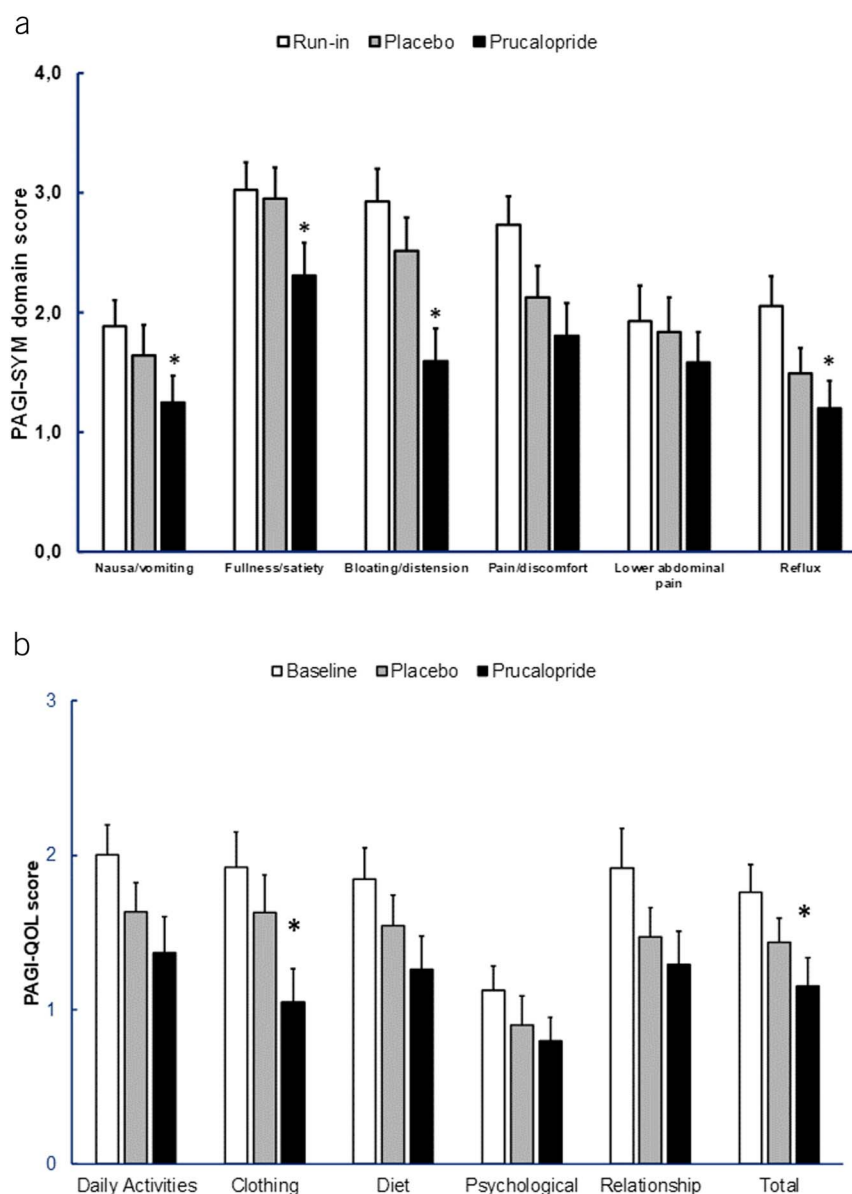 a
Run-in Placebo Prucalopride
4,0
3,0
2,0
1,0
0,0
PAGI-SYM domain score
*
*
*
*
Nausa/vomiting Fullness/satiety Bloating/distension Pain/discomfort Lower abdominal pain Reflux
b
Baseline Placebo Prucalopride
3
2
1
0
PAGI-QOL score
*
*
Daily Activities Clothing Diet Psychological Relationship Total